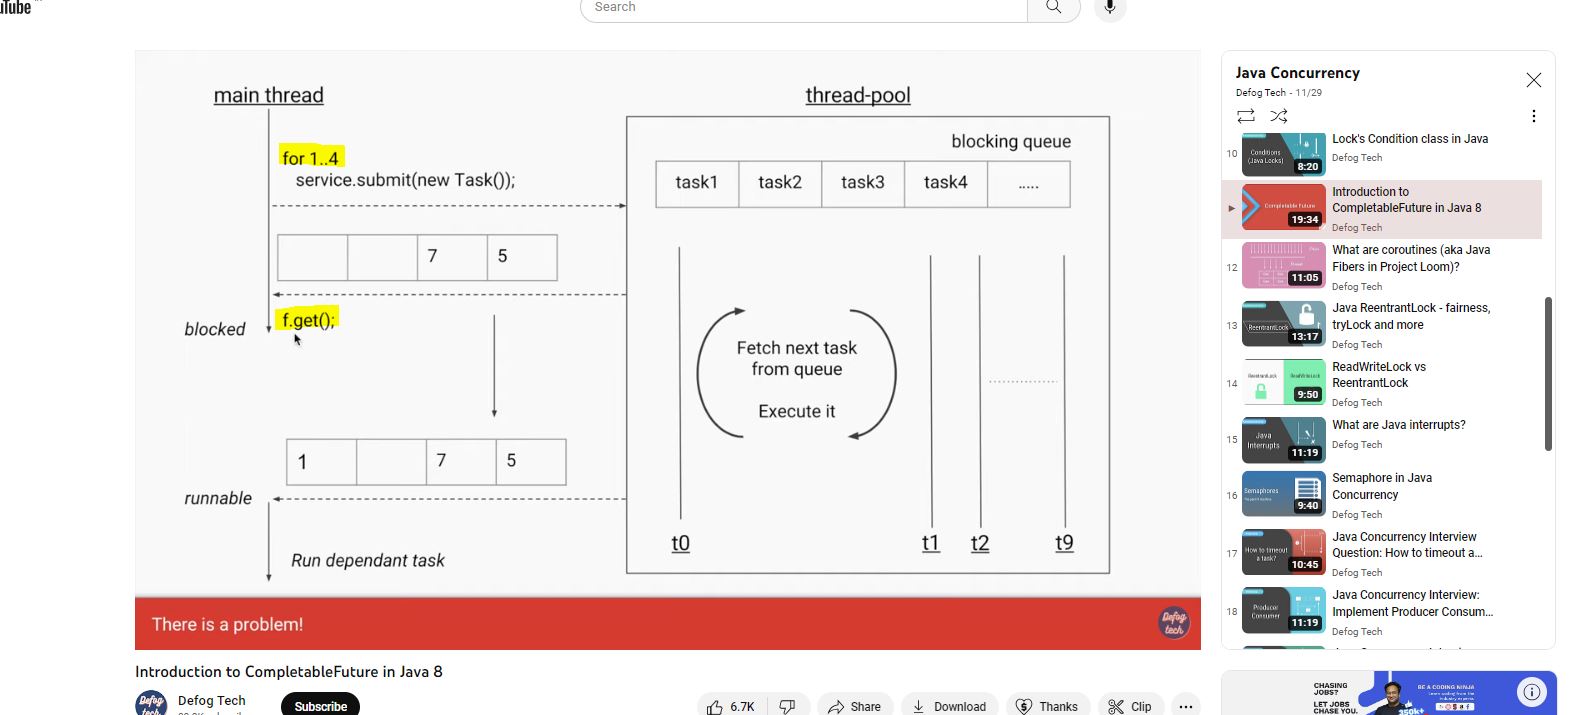 Tube
Search
main thread
for 1..4
service.submit(new Task());
7
5
f.get();
blocked
1
7
5
runnable
Run dependant task
thread-pool
blocking queue
task1
task2
task3
task4
.....
Fetch next task
from queue
Execute it
t0
t1
t2
t9
There is a problem!
Defog
tech
Introduction to CompletableFuture in Java 8
Defog
tech
Defog Tech
Subscribe
6.7K
Share
Download
Thanks
Clip
Java Concurrency
Defog Tech - 11/29
10
Conditions
(Java Locks)
8:20
Lock's Condition class in Java
Defog Tech
Completable Future
19:34
Introduction to
CompletableFuture in Java 8
Defog Tech
12
11:05
What are coroutines (aka Java
Fibers in Project Loom)?
Defog Tech
13
ReentrantLock
13:17
Java ReentrantLock - fairness,
tryLock and more
Defog Tech
14
ReentrantLock
ReadWriteLock
9:50
ReadWriteLock vs
ReentrantLock
Defog Tech
15
Java
Interrupts
11:19
What are Java interrupts?
Defog Tech
16
Semaphores
9:40
Semaphore in Java
Concurrency
Defog Tech
17
How to timeout
a task?
10:45
Java Concurrency Interview
Question: How to timeout a...
Defog Tech
18
Producer
Consumer
11:19
Java Concurrency Interview:
Implement Producer Consum...
Defog Tech
CHASING
JOBS?
LET JOBS
CHASE YOU.
BE A CODING NINJA
350k+